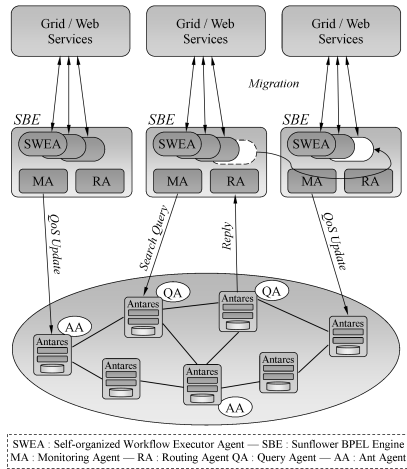 Grid / Web
Services
Grid / Web
Services
Grid / Web
Services
Migration
SBE
SBE
SBE
SWEA
SWEA
SWEA
MA
RA
MA
RA
MA
RA
QoS Update
Search Query
Reply
QoS Update
QA
QA
AA
Antares
Antares
Antares
Antares
Antares
Antares
Antares
AA
SWEA : Self-organized Workflow Executor Agent — SBE : Sunflower BPEL Engine
MA : Monitoring Agent — RA : Routing Agent QA : Query Agent — AA : Ant Agent